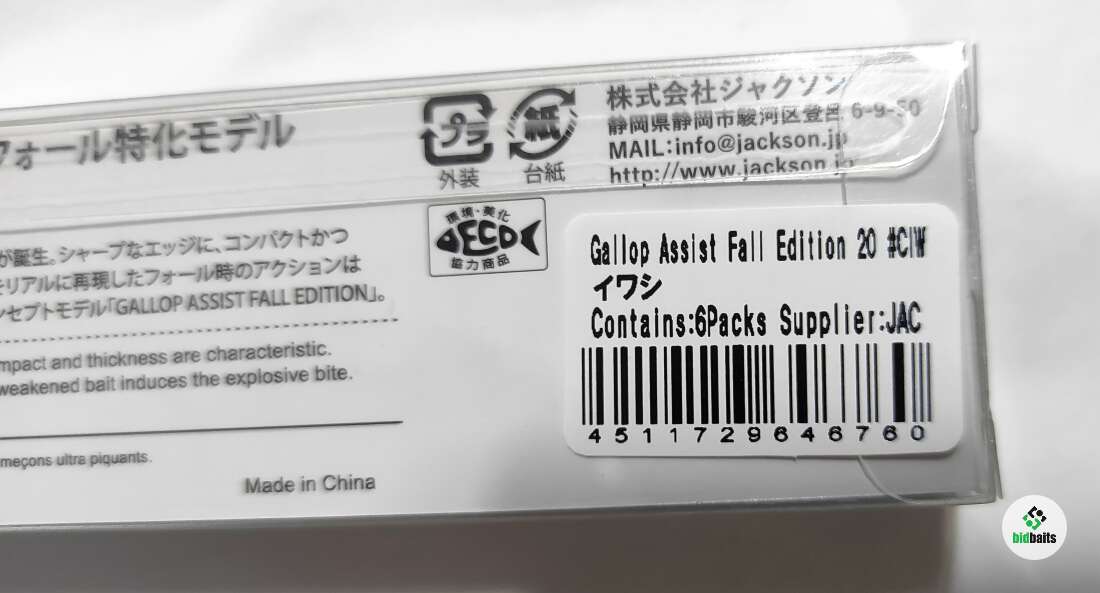 フォール特化モデル
プラ
外装
紙
台紙
株式会社ジャクソン
静岡県静岡市駿河区登呂 6-9-50
MAIL:info@jackson.jp
http://www.jackson.jp
環境・美化
ECO
協力商品
が誕生。シャープなエッジに、コンパクトかつ
をリアルに再現したフォール時のアクションは
ンセプトモデル「GALLOP ASSIST FALL EDITION」。
mpact and thickness are characteristic.
weakened bait induces the explosive bite.
meçons ultra piquants.
Made in China
Gallop Assist Fall Edition 20 #CIW
イワシ
Contains:6Packs Supplier:JAC
4511729646760
bidbaits